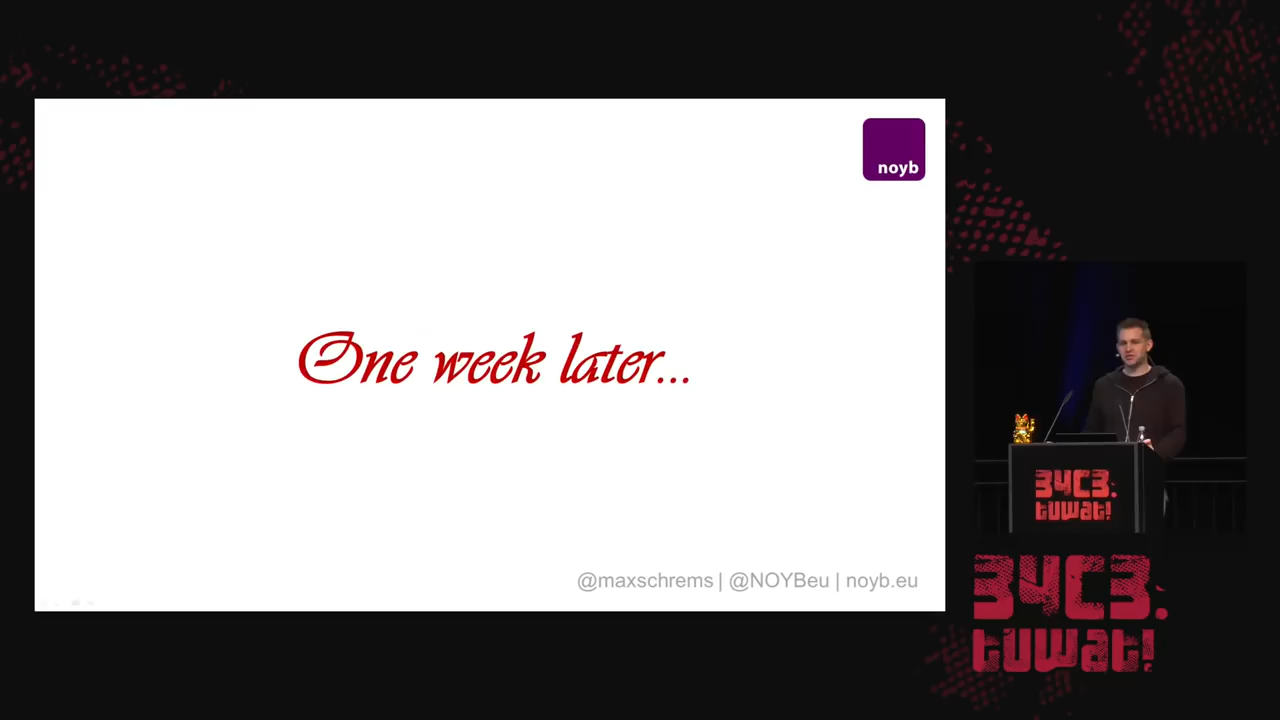 noyb
One week later...
@maxschrems | @NOYBeu | noyb.eu
34C3.
tuwat!
34C3.
tuwat!